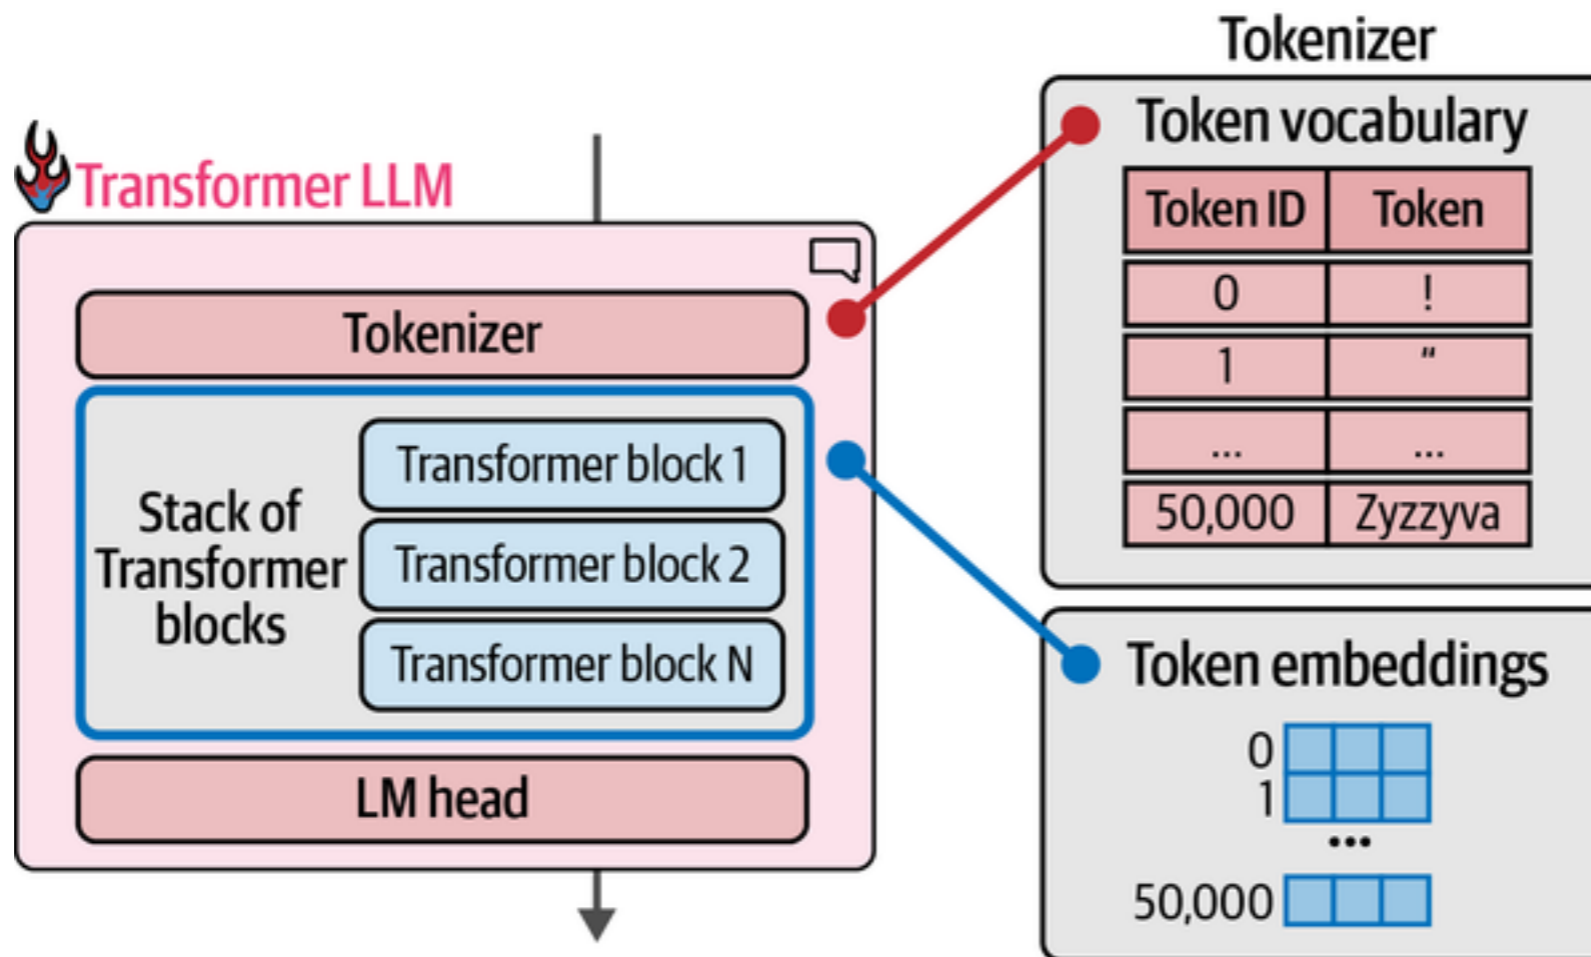 Transformer LLM
Tokenizer
Stack of
Transformer
blocks
Transformer block 1
Transformer block 2
Transformer block N
LM head
Tokenizer
Token vocabulary
Token ID Token
0 !
1 “
... ...
50,000 Zyzzyva
Token embeddings
0
1
...
50,000